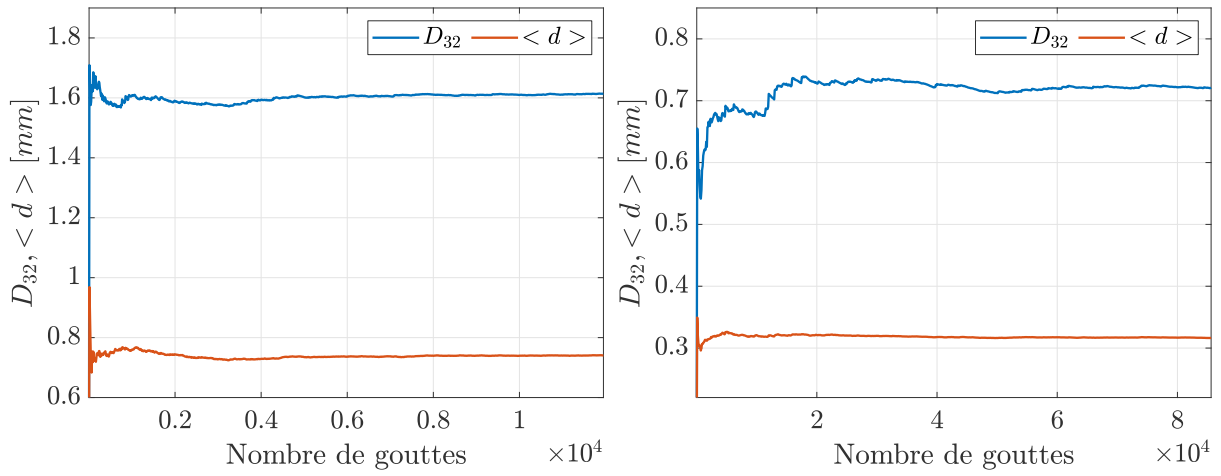 D32 < d >
1.8
1.6
1.4
1.2
1
0.8
0.6
D32, < d > [mm]
0.2 0.4 0.6 0.8 1
×10^4
Nombre de gouttes
D32 < d >
0.8
0.7
0.6
0.5
0.4
0.3
D32, < d > [mm]
2 4 6 8
×10^4
Nombre de gouttes